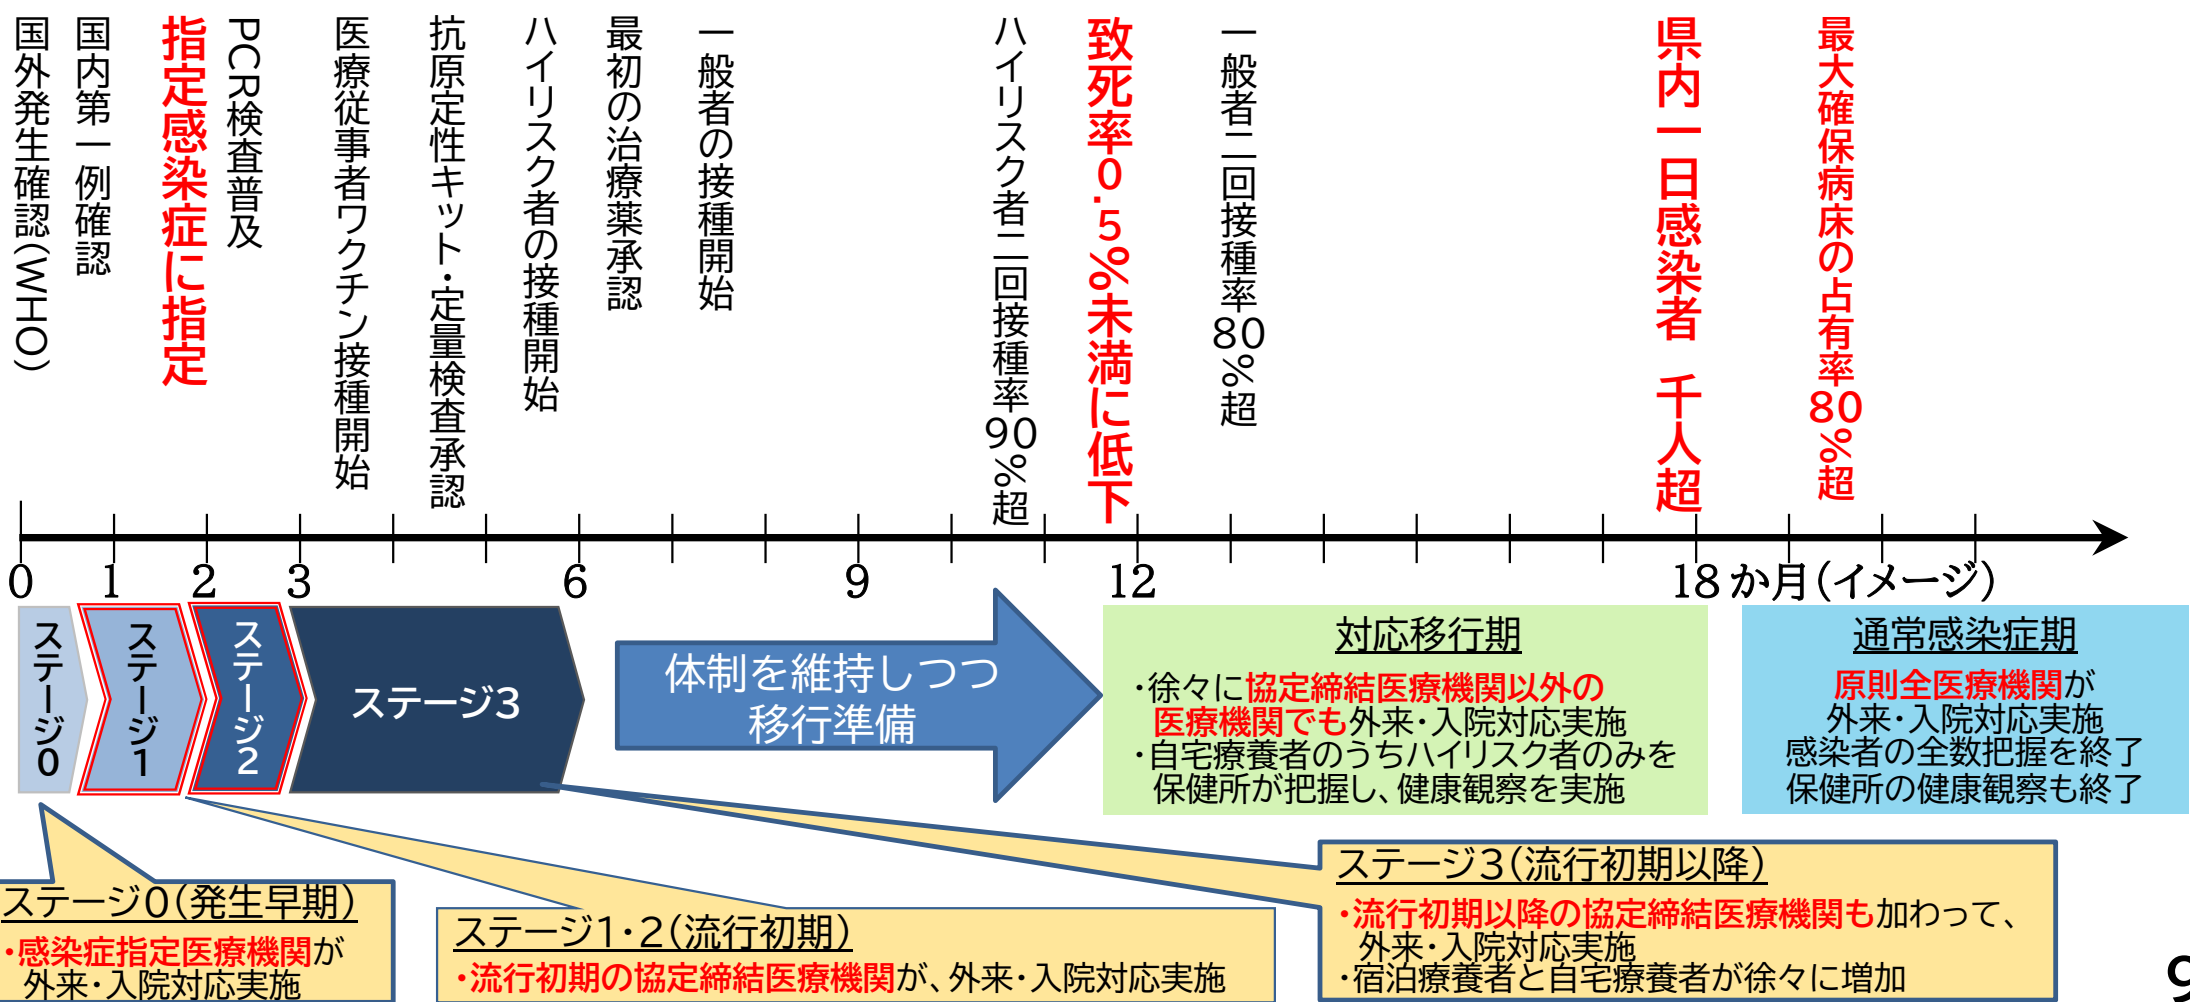 国外発生確認(WHO)
国内第一例確認
指定感染症に指定
PCR検査普及
医療従事者ワクチン接種開始
抗原定性キット・定量検査承認
ハイリスク者の接種開始
最初の治療薬承認
一般者の接種開始
ハイリスク者二回接種率90%超
致死率0.5%未満に低下
一般者二回接種率80%超
県内一日感染者 千人超
最大確保病床の占有率80%超
0 1 2 3 6 9 12 18か月(イメージ)
ステージ0
ステージ1
ステージ2
ステージ3
体制を維持しつつ
移行準備
対応移行期
・徐々に協定締結医療機関以外の
医療機関でも外来・入院対応実施
・自宅療養者のうちハイリスク者のみを
保健所が把握し、健康観察を実施
通常感染症期
原則全医療機関が
外来・入院対応実施
感染者の全数把握を終了
保健所の健康観察も終了
ステージ0(発生早期)
・感染症指定医療機関が
外来・入院対応実施
ステージ1・2(流行初期)
・流行初期の協定締結医療機関が、外来・入院対応実施
ステージ3(流行初期以降)
・流行初期以降の協定締結医療機関も加わって、
外来・入院対応実施
・宿泊療養者と自宅療養者が徐々に増加
9